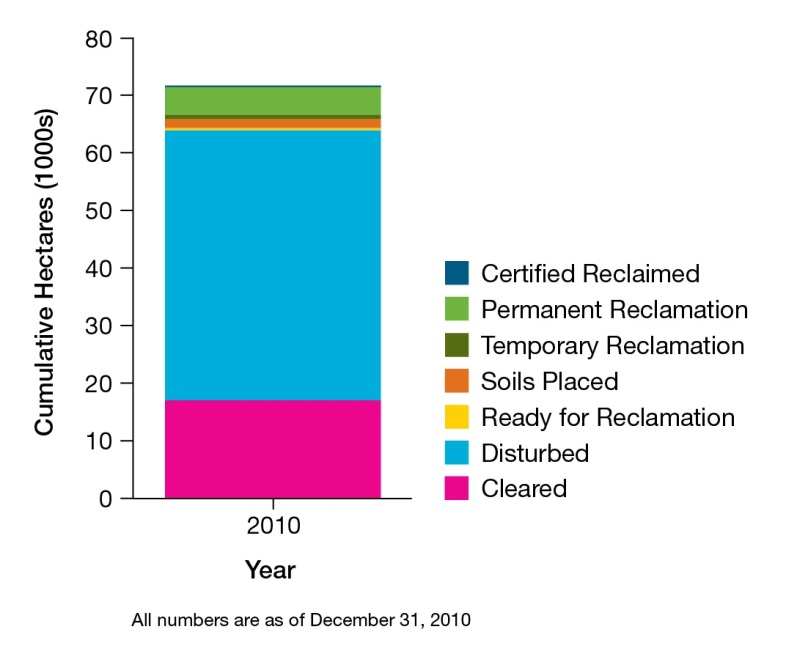 Cumulative Hectares (1000s)
80
70
60
50
40
30
20
10
0
2010
Year
Certified Reclaimed
Permanent Reclamation
Temporary Reclamation
Soils Placed
Ready for Reclamation
Disturbed
Cleared
All numbers are as of December 31, 2010